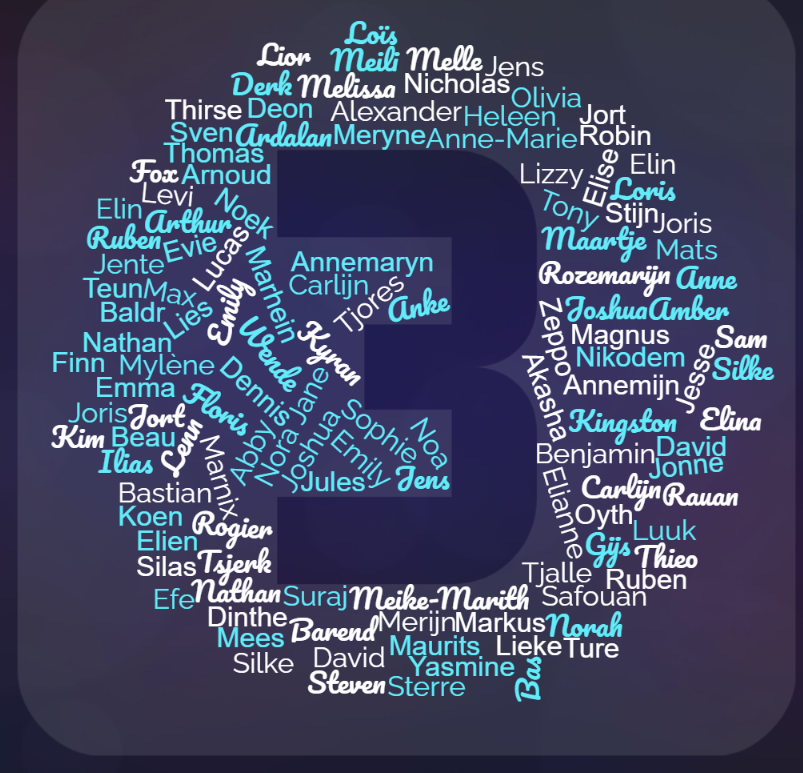 Loïs
Lior Meili Melle Jens
Derk Melissa Nicholas Olivia
Thirse Deon Alexander Heleen Jort
Sven Ardalan Meryne Anne-Marie Robin
Thomas
Fox Arnoud Lizzy Elise Elin
Levi Noek Tony Loris
Elin Arthur Stijn Joris
Ruben Evie Lucas Maartje Mats
Jente Marhein Annemaryn Rozemarijn Anne
Teun Max Emily Carlijn Tjores Anke
Baldr Lies Zeppo Joshua Amber
Nathan Wende Kyran Magnus Sam
Finn Mylène Nikodem Jesse Silke
Emma Dennis Jane Akasha Annemijn
Joris Jort Floris Sophie Noa Kingston Elina
Kim Beau Lenn Abby Nora Joshua Emily Benjamin David
Ilias Marnix Jules Jens Elianne Jonne
Bastian Carlijn Rauan
Koen Rogier Oyth Luuk
Elien Gijs Thieo
Silas Tsjerk Tjalle Ruben
Efe Nathan Suraj Meike-Marith Safouan
Dinthe Barend Merijn Markus Norah
Mees Maurits Lieke Ture
Silke David Yasmine Bas
Steven Sterre
3